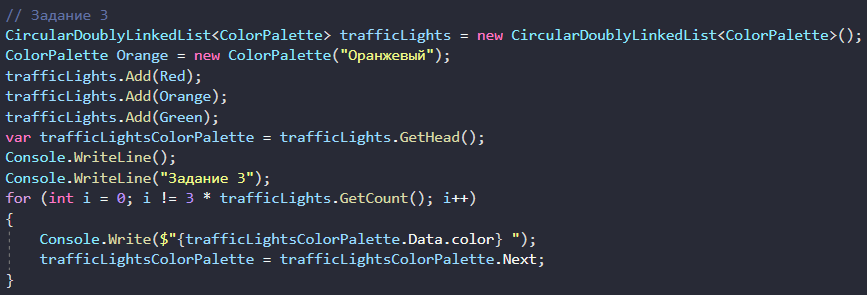 // Задание 3
CircularDoublyLinkedList<ColorPalette> trafficLights = new CircularDoublyLinkedList<ColorPalette>();
ColorPalette Orange = new ColorPalette("Оранжевый");
trafficLights.Add(Red);
trafficLights.Add(Orange);
trafficLights.Add(Green);
var trafficLightsColorPalette = trafficLights.GetHead();
Console.WriteLine();
Console.WriteLine("Задание 3");
for (int i = 0; i != 3 * trafficLights.GetCount(); i++)
{
    Console.Write($"{trafficLightsColorPalette.Data.color} ");
    trafficLightsColorPalette = trafficLightsColorPalette.Next;
}